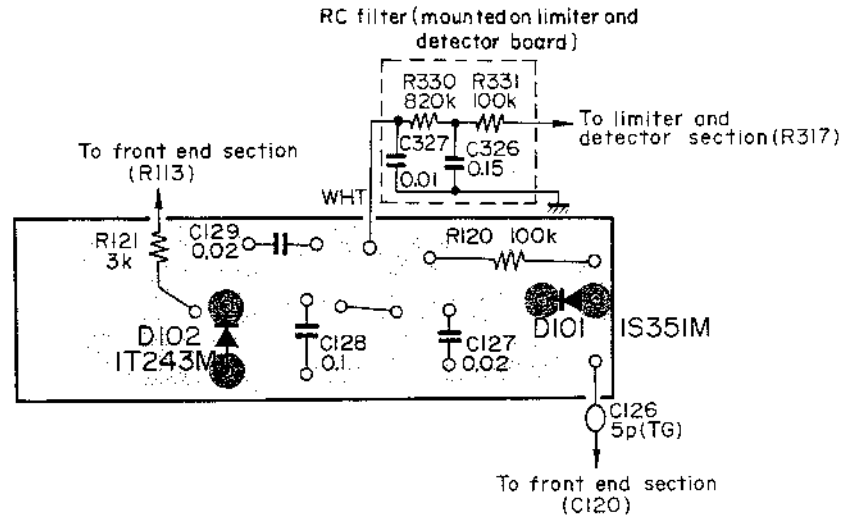 RC filter (mounted on limiter and
detector board)
R330 R331
820k 100k
To limiter and
detector section (R317)
C327
0.01
C326
0.15
To front end section
(R113)
WHT
R121
3k
C129
0.02
R120 100k
D102
1T243M
C128
0.1
C127
0.02
D101
1S351M
C126
5p(TG)
To front end section
(C120)